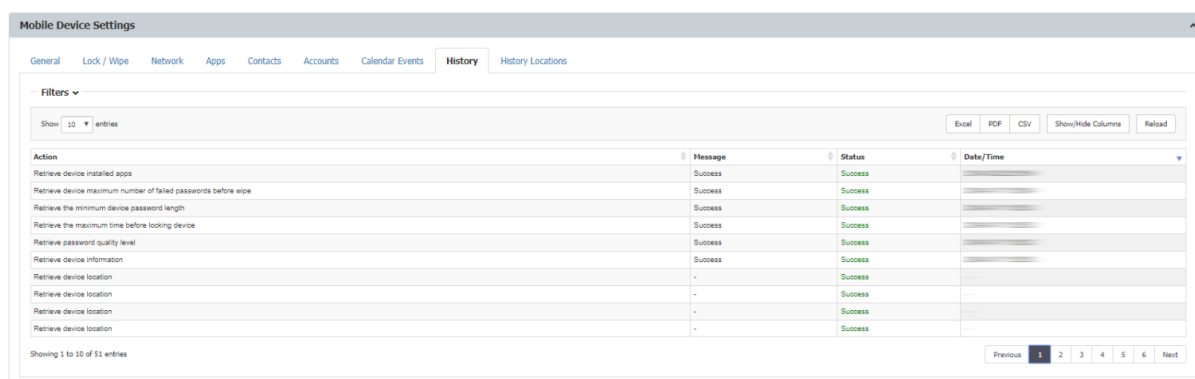 Mobile Device Settings
General Lock / Wipe Network Apps Contacts Accounts Calendar Events History History Locations
Filters
Show 10 entries Excel PDF CSV Show/Hide Columns Reload
Action Message Status Date/Time
Retrieve device installed apps Success Success
Retrieve device maximum number of failed passwords before wipe Success Success
Retrieve the minimum device password length Success Success
Retrieve the maximum time before locking device Success Success
Retrieve password quality level Success Success
Retrieve device information Success Success
Retrieve device location - Success
Retrieve device location - Success
Retrieve device location - Success
Retrieve device location - Success
Showing 1 to 10 of 51 entries Previous 1 2 3 4 5 6 Next